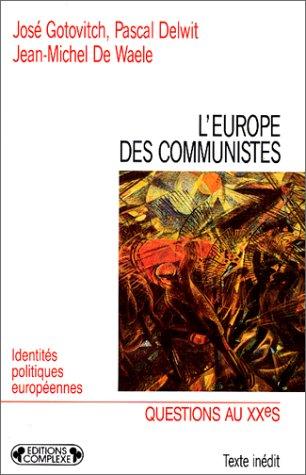 José Gotovitch, Pascal Delwit
Jean-Michel De Waele
L'EUROPE
DES COMMUNISTES
Identités
politiques
européennes
QUESTIONS AU XXeS
EDITIONS
COMPLEXE
Texte inédit